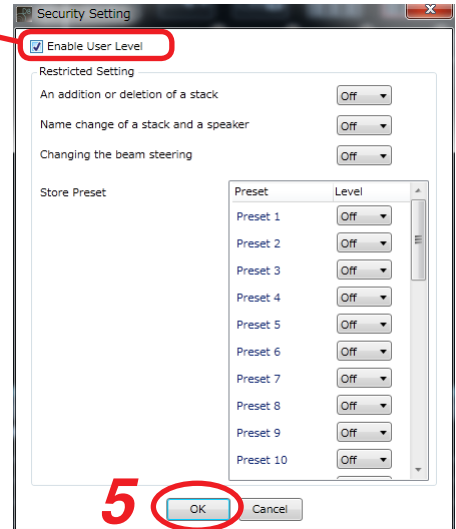 Security Setting
Enable User Level
Restricted Setting
An addition or deletion of a stack Off
Name change of a stack and a speaker Off
Changing the beam steering Off
Store Preset Preset Level
Preset 1 Off
Preset 2 Off
Preset 3 Off
Preset 4 Off
Preset 5 Off
Preset 6 Off
Preset 7 Off
Preset 8 Off
Preset 9 Off
Preset 10 Off
5 OK Cancel